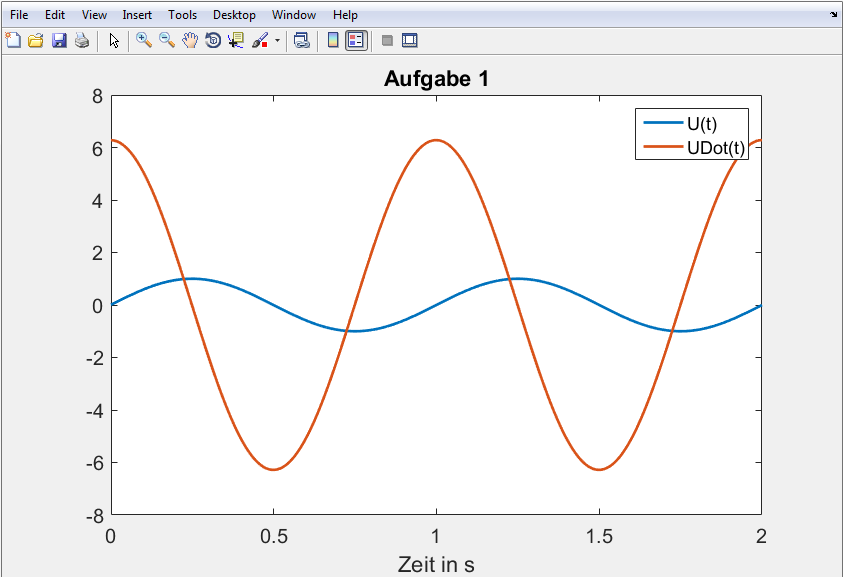 File Edit View Insert Tools Desktop Window Help
Aufgabe 1
8
6
4
2
0
-2
-4
-6
-8
U(t)
UDot(t)
0 0.5 1 1.5 2
Zeit in s